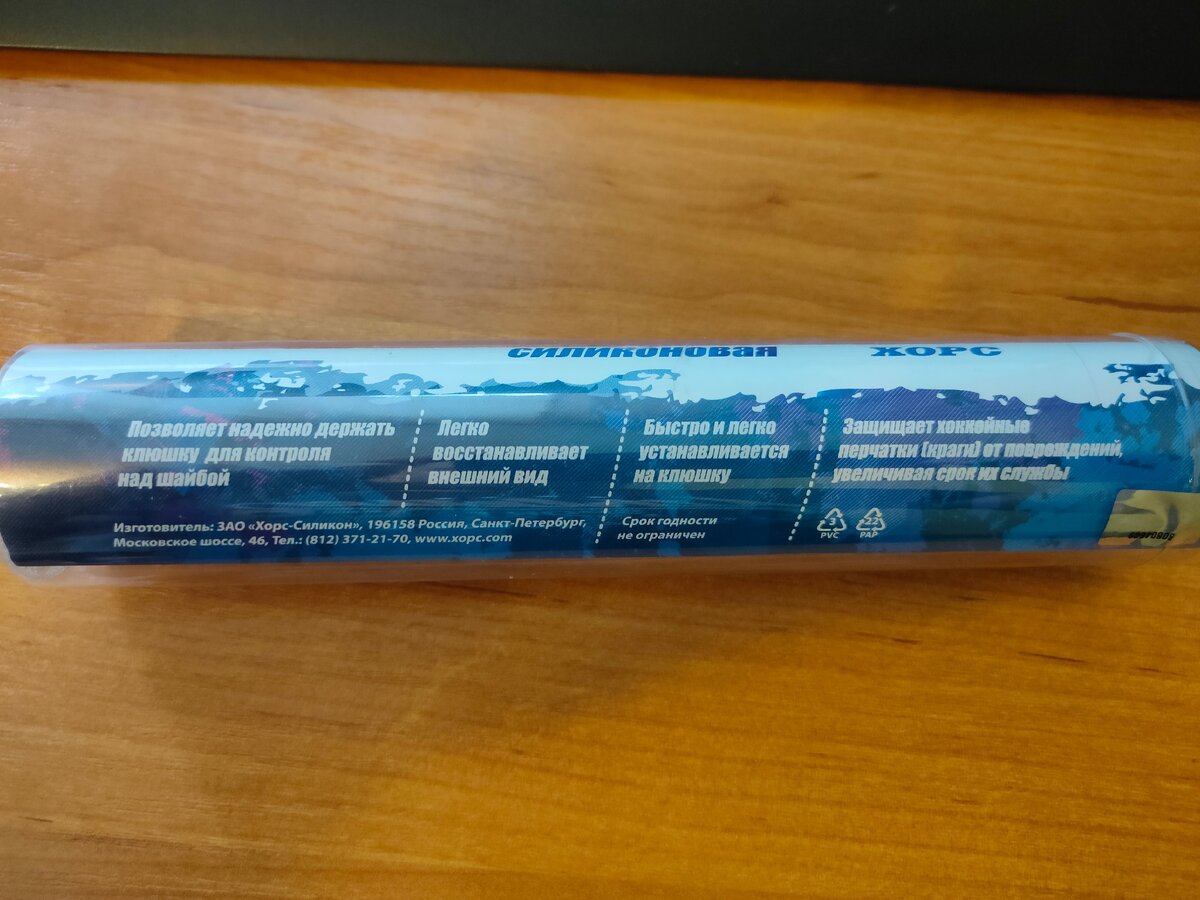 силиконовая ХОРС
Позволяет надежно держать
клюшку для контроля
над шайбой
Легко
восстанавливает
внешний вид
Быстро и легко
устанавливается
на клюшку
Защищает хоккейные
перчатки (краги) от повреждений,
увеличивая срок их службы
Изготовитель: ЗАО «Хорс-Силикон», 196158 Россия, Санкт-Петербург,
Московское шоссе, 46, Тел.: (812) 371-21-70, www.хорс.com
Срок годности
не ограничен
3 22
PVC PAP